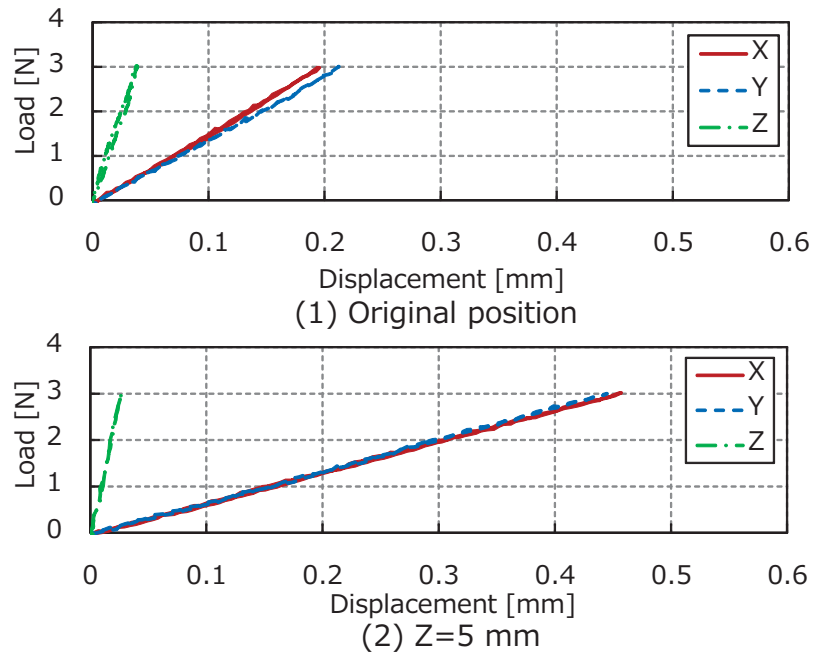 4
3
2
1
0
Load [N]
X
Y
Z
0 0.1 0.2 0.3 0.4 0.5 0.6
Displacement [mm]
(1) Original position
4
3
2
1
0
Load [N]
X
Y
Z
0 0.1 0.2 0.3 0.4 0.5 0.6
Displacement [mm]
(2) Z=5 mm